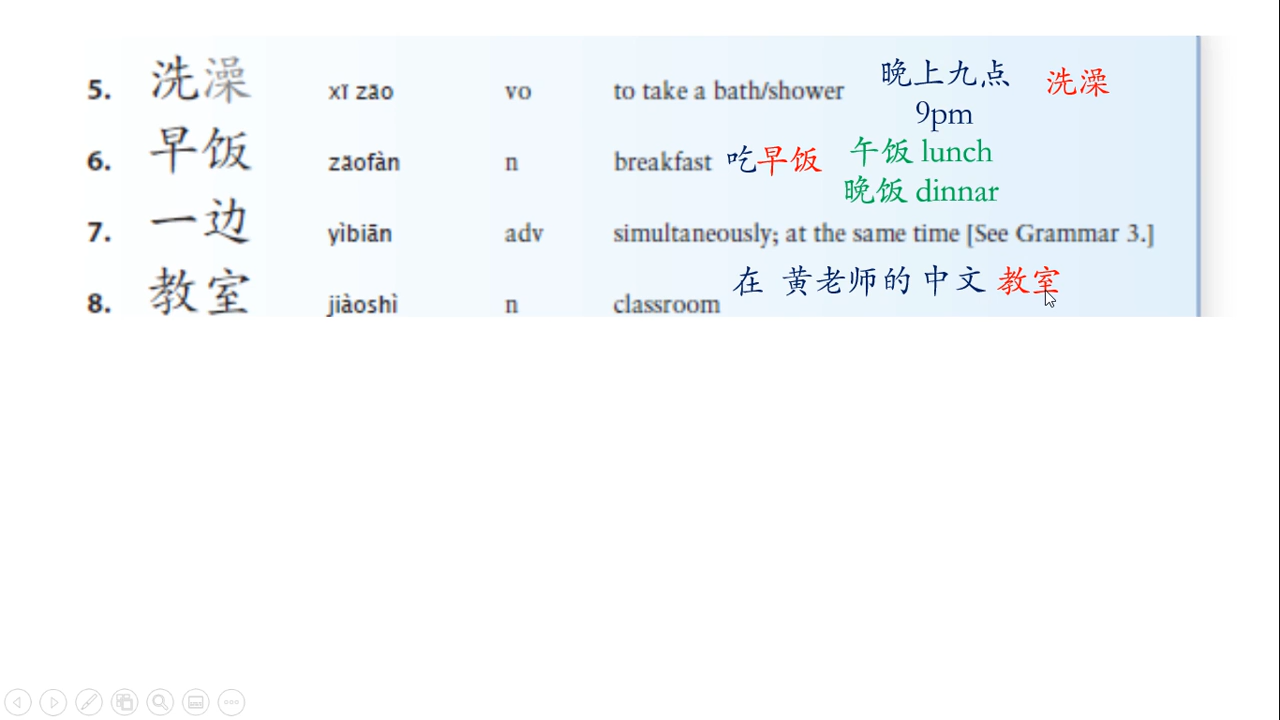 5. 洗澡 xǐ zǎo vo to take a bath/shower 晚上九点 洗澡
9pm
6. 早饭 zǎofàn n breakfast 吃早饭 午饭 lunch
晚饭 dinnar
7. 一边 yìbiān adv simultaneously; at the same time [See Grammar 3.]
8. 教室 jiàoshì n classroom 在 黄老师的 中文 教室